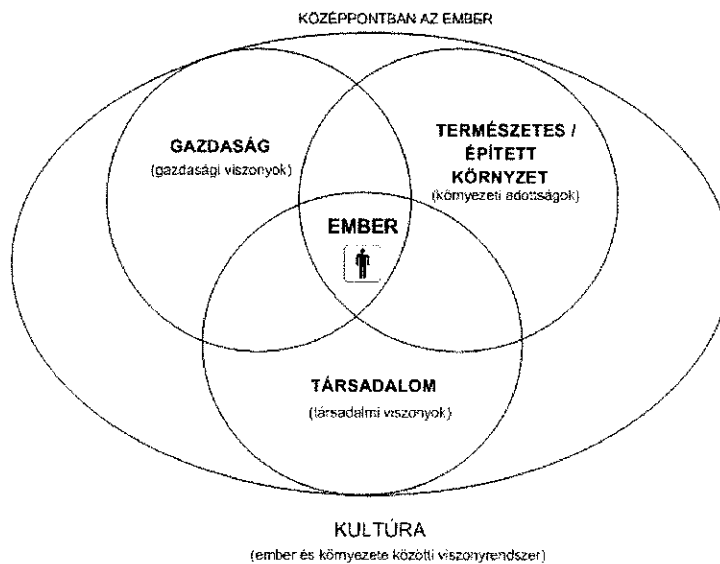 KÖZÉPPONTBAN AZ EMBER
GAZDASÁG
(gazdasági viszonyok)
TERMÉSZETES /
ÉPÍTETT
KÖRNYZET
(környezeti adottságok)
EMBER
TÁRSADALOM
(társadalmi viszonyok)
KULTÚRA
(ember és környezete közötti viszonyrendszer)